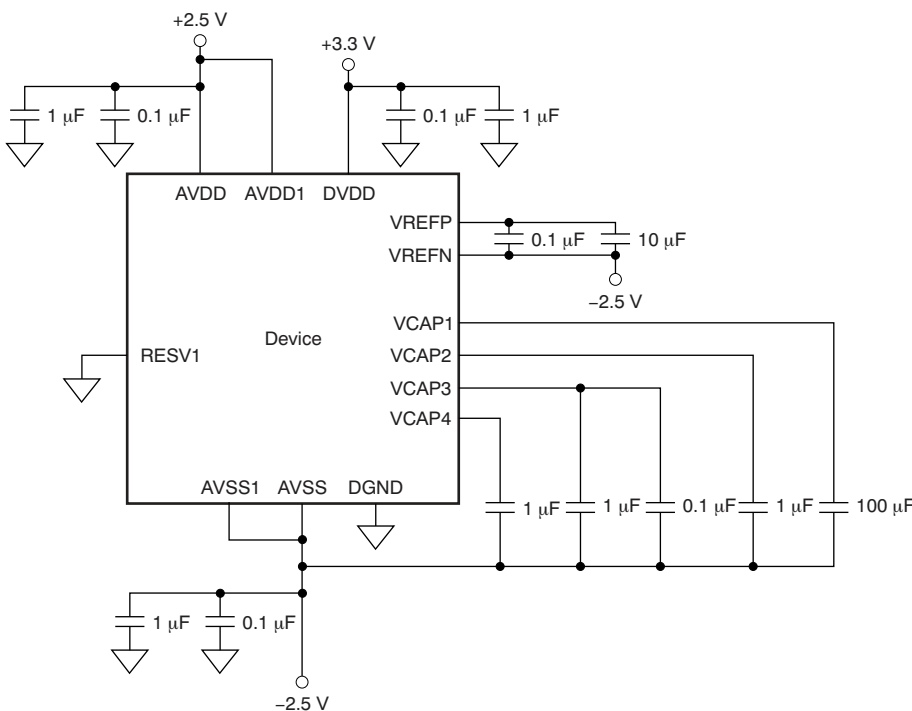 +2.5 V
+3.3 V
1 μF
0.1 μF
0.1 μF
1 μF
AVDD
AVDD1
DVDD
VREFP
0.1 μF
10 μF
VREFN
−2.5 V
VCAP1
Device
RESV1
VCAP2
VCAP3
VCAP4
AVSS1
AVSS
DGND
1 μF
1 μF
0.1 μF
1 μF
100 μF
1 μF
0.1 μF
−2.5 V